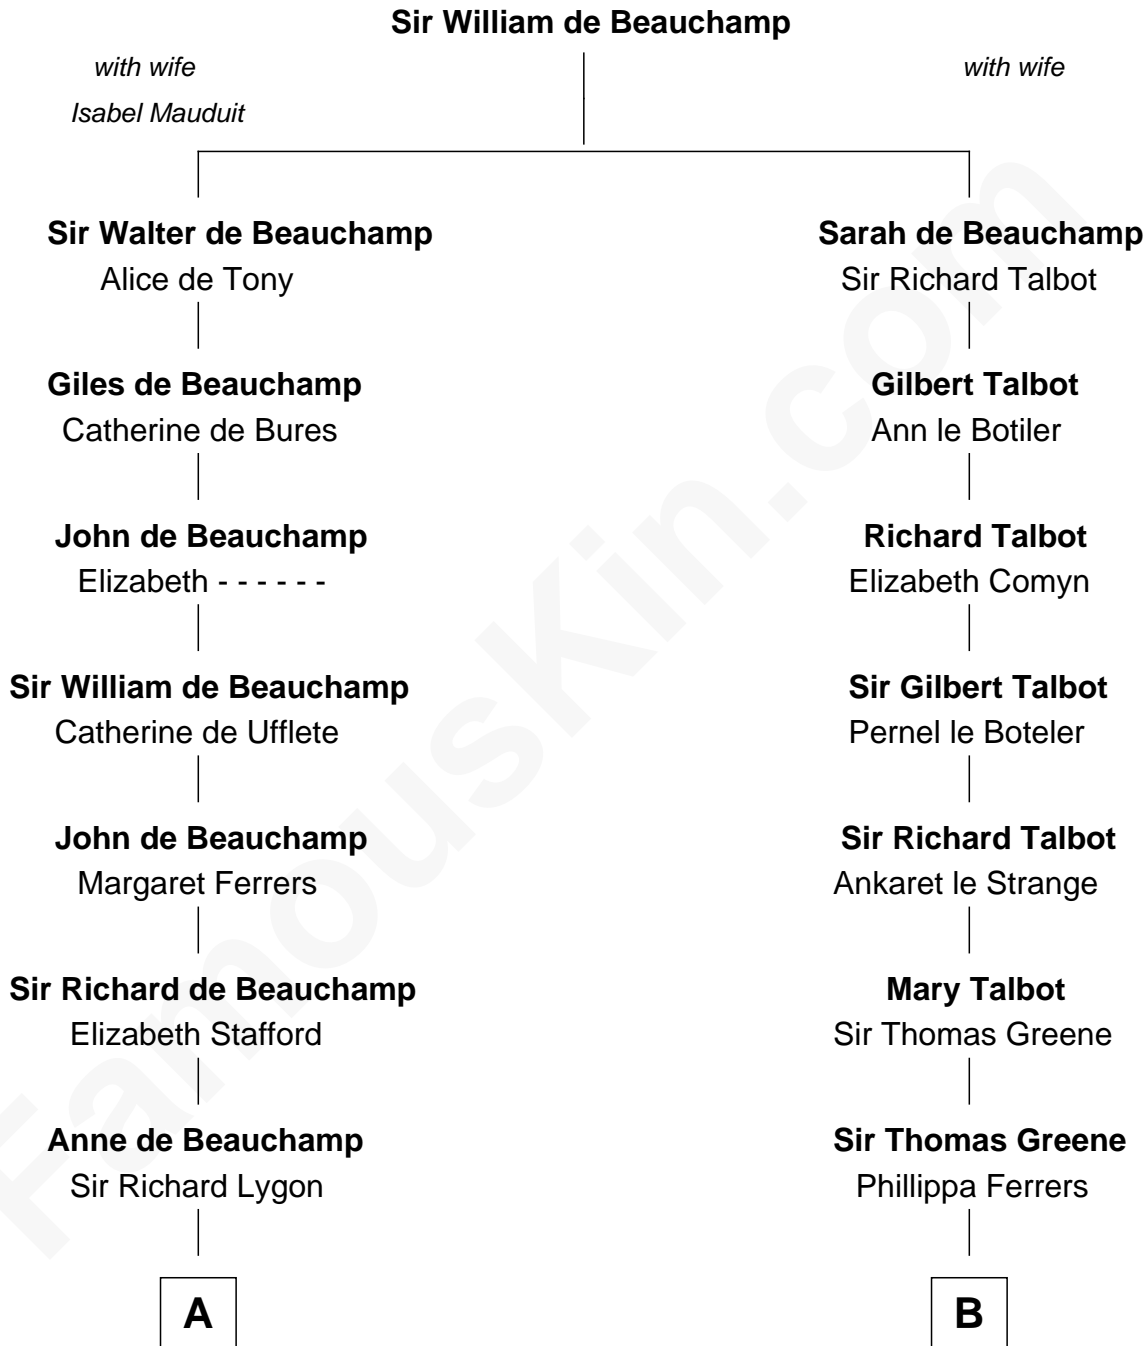 Sir William de Beauchamp
with wife
with wife
Isabel Mauduit
Sir Walter de Beauchamp
Sarah de Beauchamp
Alice de Tony
Sir Richard Talbot
Giles de Beauchamp
Gilbert Talbot
Catherine de Bures
Ann le Botiler
John de Beauchamp
Richard Talbot
Elizabeth - - - - - -
Elizabeth Comyn
Sir William de Beauchamp
Sir Gilbert Talbot
Catherine de Ufflete
Pernel le Boteler
John de Beauchamp
Sir Richard Talbot
Margaret Ferrers
Ankaret le Strange
Sir Richard de Beauchamp
Mary Talbot
Elizabeth Stafford
Sir Thomas Greene
Anne de Beauchamp
Sir Thomas Greene
Sir Richard Lygon
Phillippa Ferrers
A
B
FamousKin.com